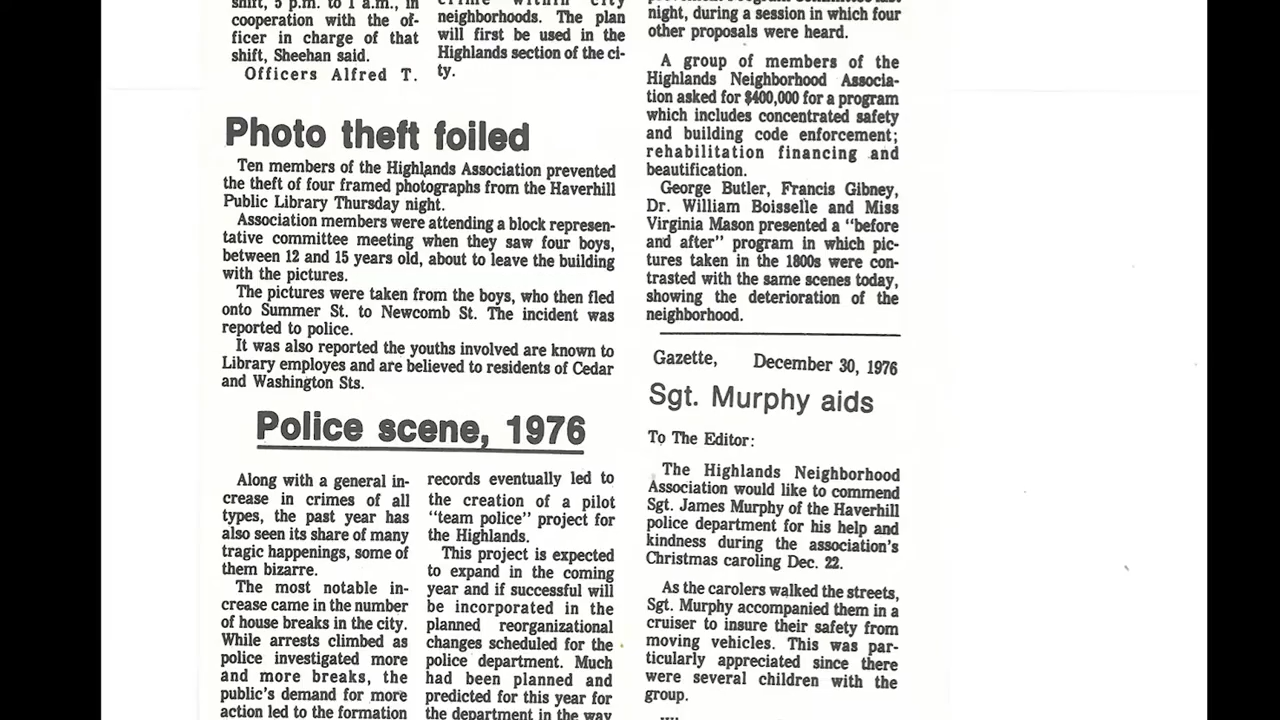 shift, 5 p.m. to 1 a.m., in
cooperation with the of-
ficer in charge of that
shift, Sheehan said.
Officers Alfred T.
crime within city
neighborhoods. The plan
will first be used in the
Highlands section of the ci-
ty.
Photo theft foiled
Ten members of the Highlands Association prevented
the theft of four framed photographs from the Haverhill
Public Library Thursday night.
Association members were attending a block represen-
tative committee meeting when they saw four boys,
between 12 and 15 years old, about to leave the building
with the pictures.
The pictures were taken from the boys, who then fled
onto Summer St. to Newcomb St. The incident was
reported to police.
It was also reported the youths involved are known to
Library employes and are believed to residents of Cedar
and Washington Sts.
Police scene, 1976
Along with a general in-
crease in crimes of all
types, the past year has
also seen its share of many
tragic happenings, some of
them bizarre.
The most notable in-
crease came in the number
of house breaks in the city.
While arrests climbed as
police investigated more
and more breaks, the
public's demand for more
action led to the formation
records eventually led to
the creation of a pilot
"team police" project for
the Highlands.
This project is expected
to expand in the coming
year and if successful will
be incorporated in the
planned reorganizational
changes scheduled for the
police department. Much
had been planned and
predicted for this year for
the department in the way
night, during a session in which four
other proposals were heard.
A group of members of the
Highlands Neighborhood Associa-
tion asked for $400,000 for a program
which includes concentrated safety
and building code enforcement;
rehabilitation financing and
beautification.
George Butler, Francis Gibney,
Dr. William Boisselle and Miss
Virginia Mason presented a "before
and after" program in which pic-
tures taken in the 1800s were con-
trasted with the same scenes today,
showing the deterioration of the
neighborhood.
Gazette, December 30, 1976
Sgt. Murphy aids
To The Editor:
The Highlands Neighborhood
Association would like to commend
Sgt. James Murphy of the Haverhill
police department for his help and
kindness during the association's
Christmas caroling Dec. 22.
As the carolers walked the streets,
Sgt. Murphy accompanied them in a
cruiser to insure their safety from
moving vehicles. This was par-
ticularly appreciated since there
were several children with the
group.